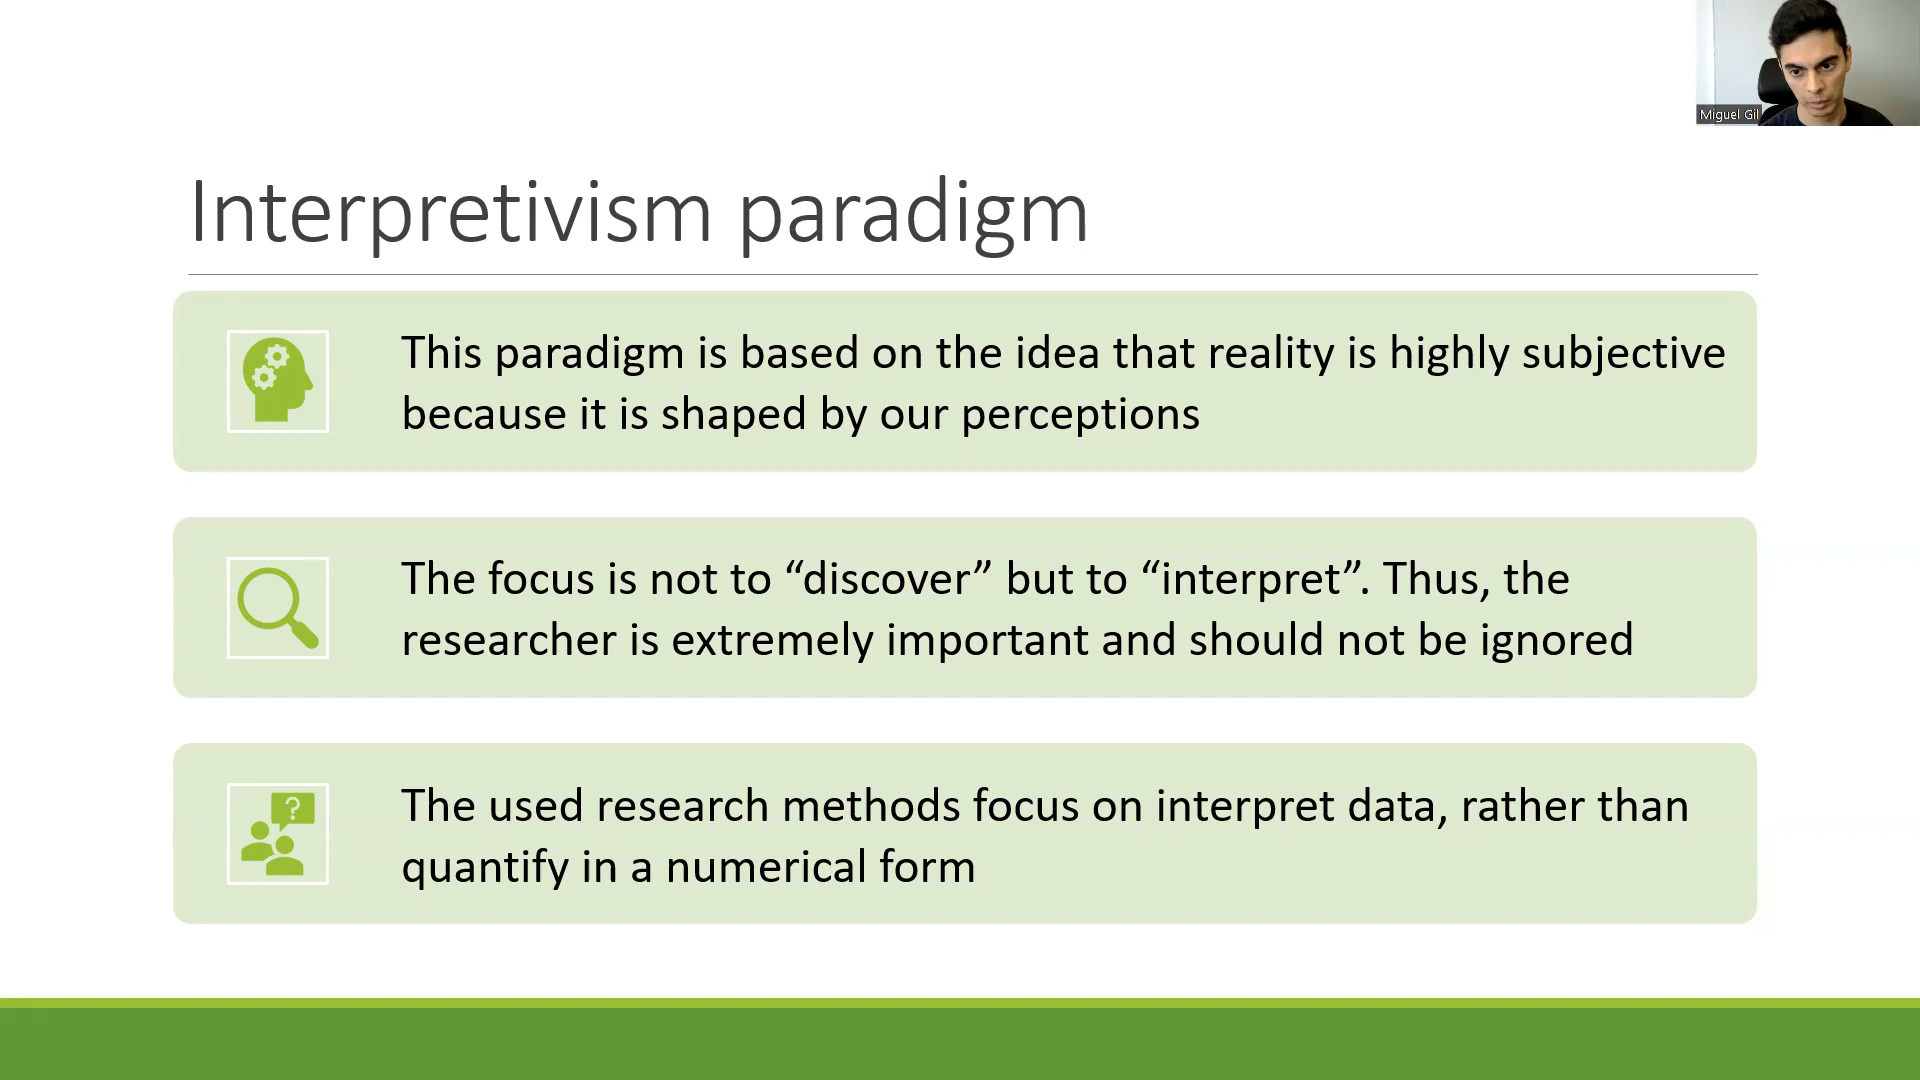 Miguel Gil
Interpretivism paradigm
This paradigm is based on the idea that reality is highly subjective
because it is shaped by our perceptions
The focus is not to “discover” but to “interpret”. Thus, the
researcher is extremely important and should not be ignored
?
The used research methods focus on interpret data, rather than
quantify in a numerical form